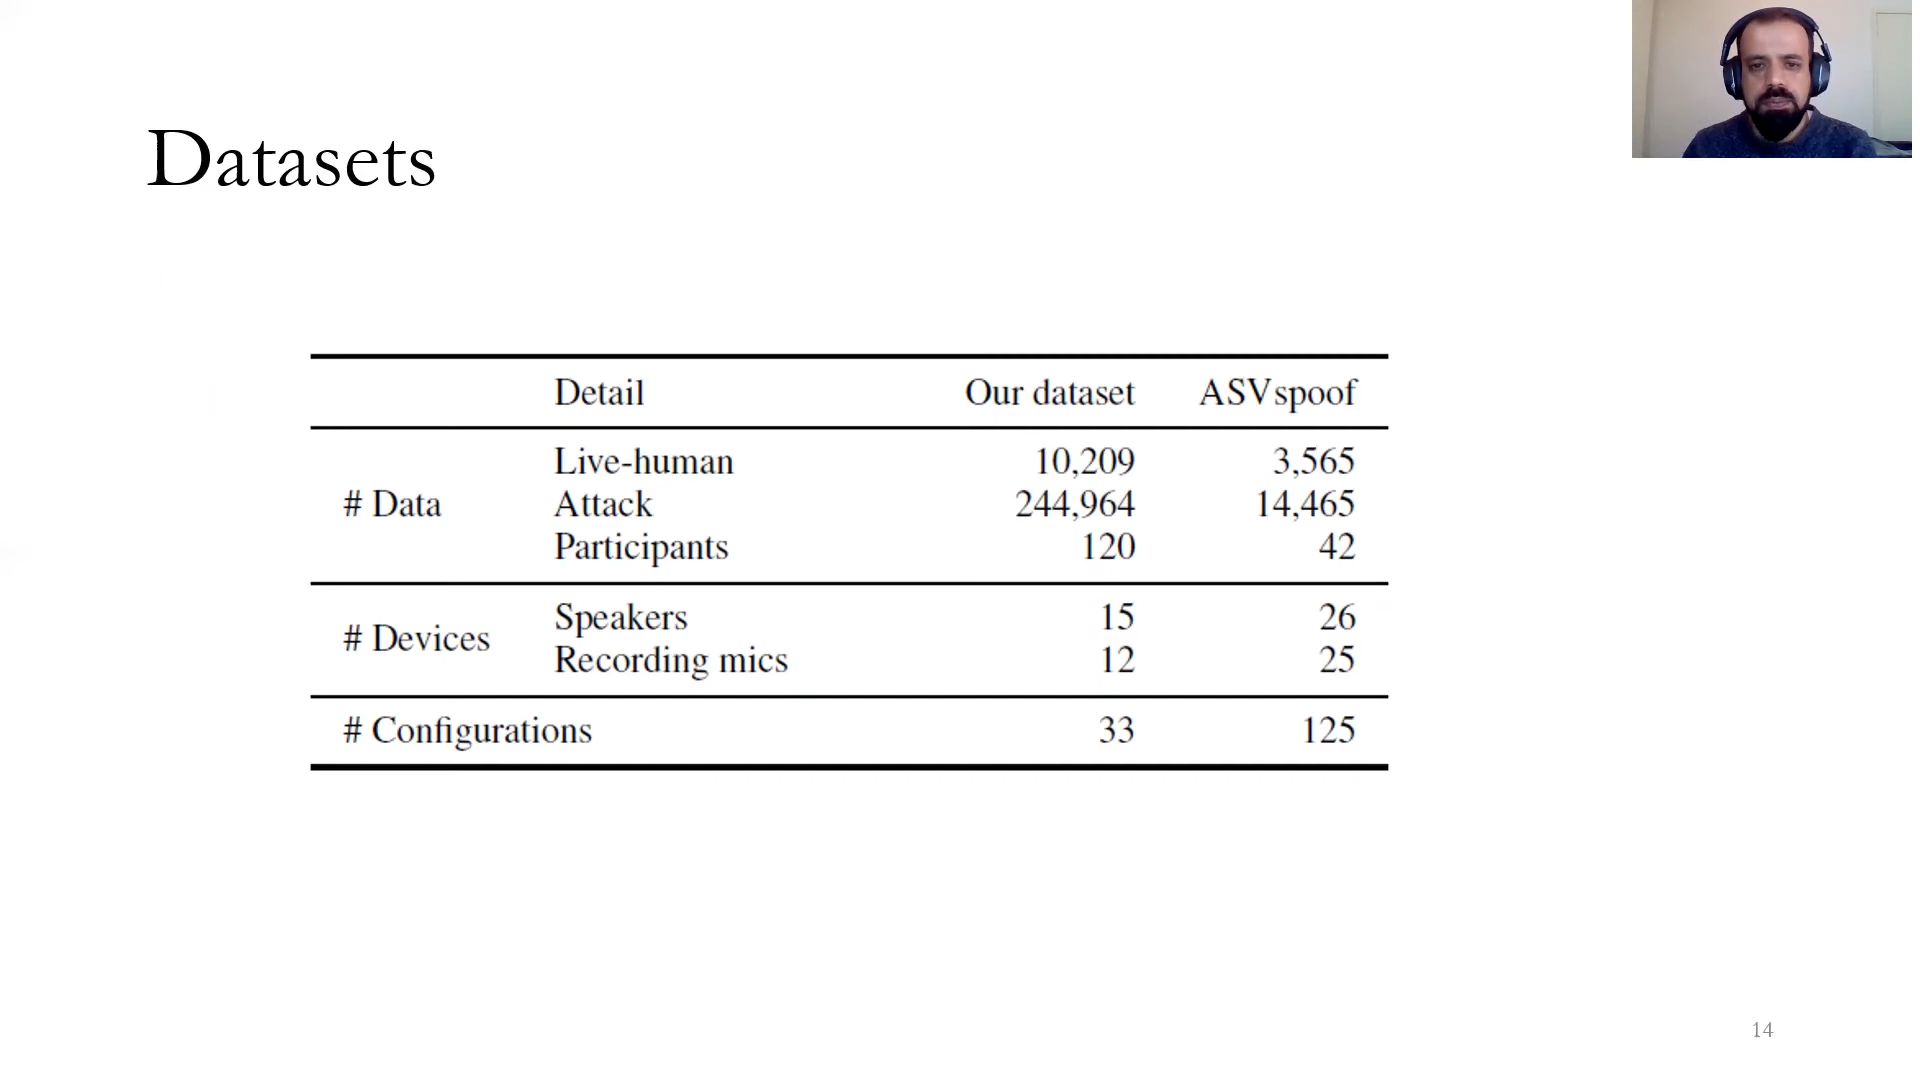 Datasets
Detail Our dataset ASVspoof
Live-human 10,209 3,565
# Data Attack 244,964 14,465
Participants 120 42
Speakers 15 26
# Devices
Recording mics 12 25
# Configurations 33 125
14